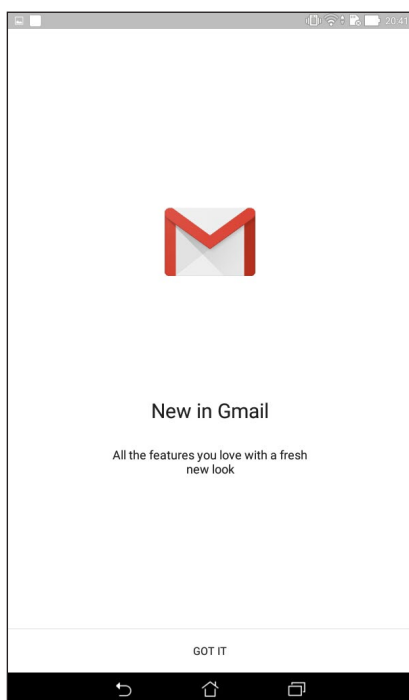 20:41
New in Gmail
All the features you love with a fresh
new look
GOT IT